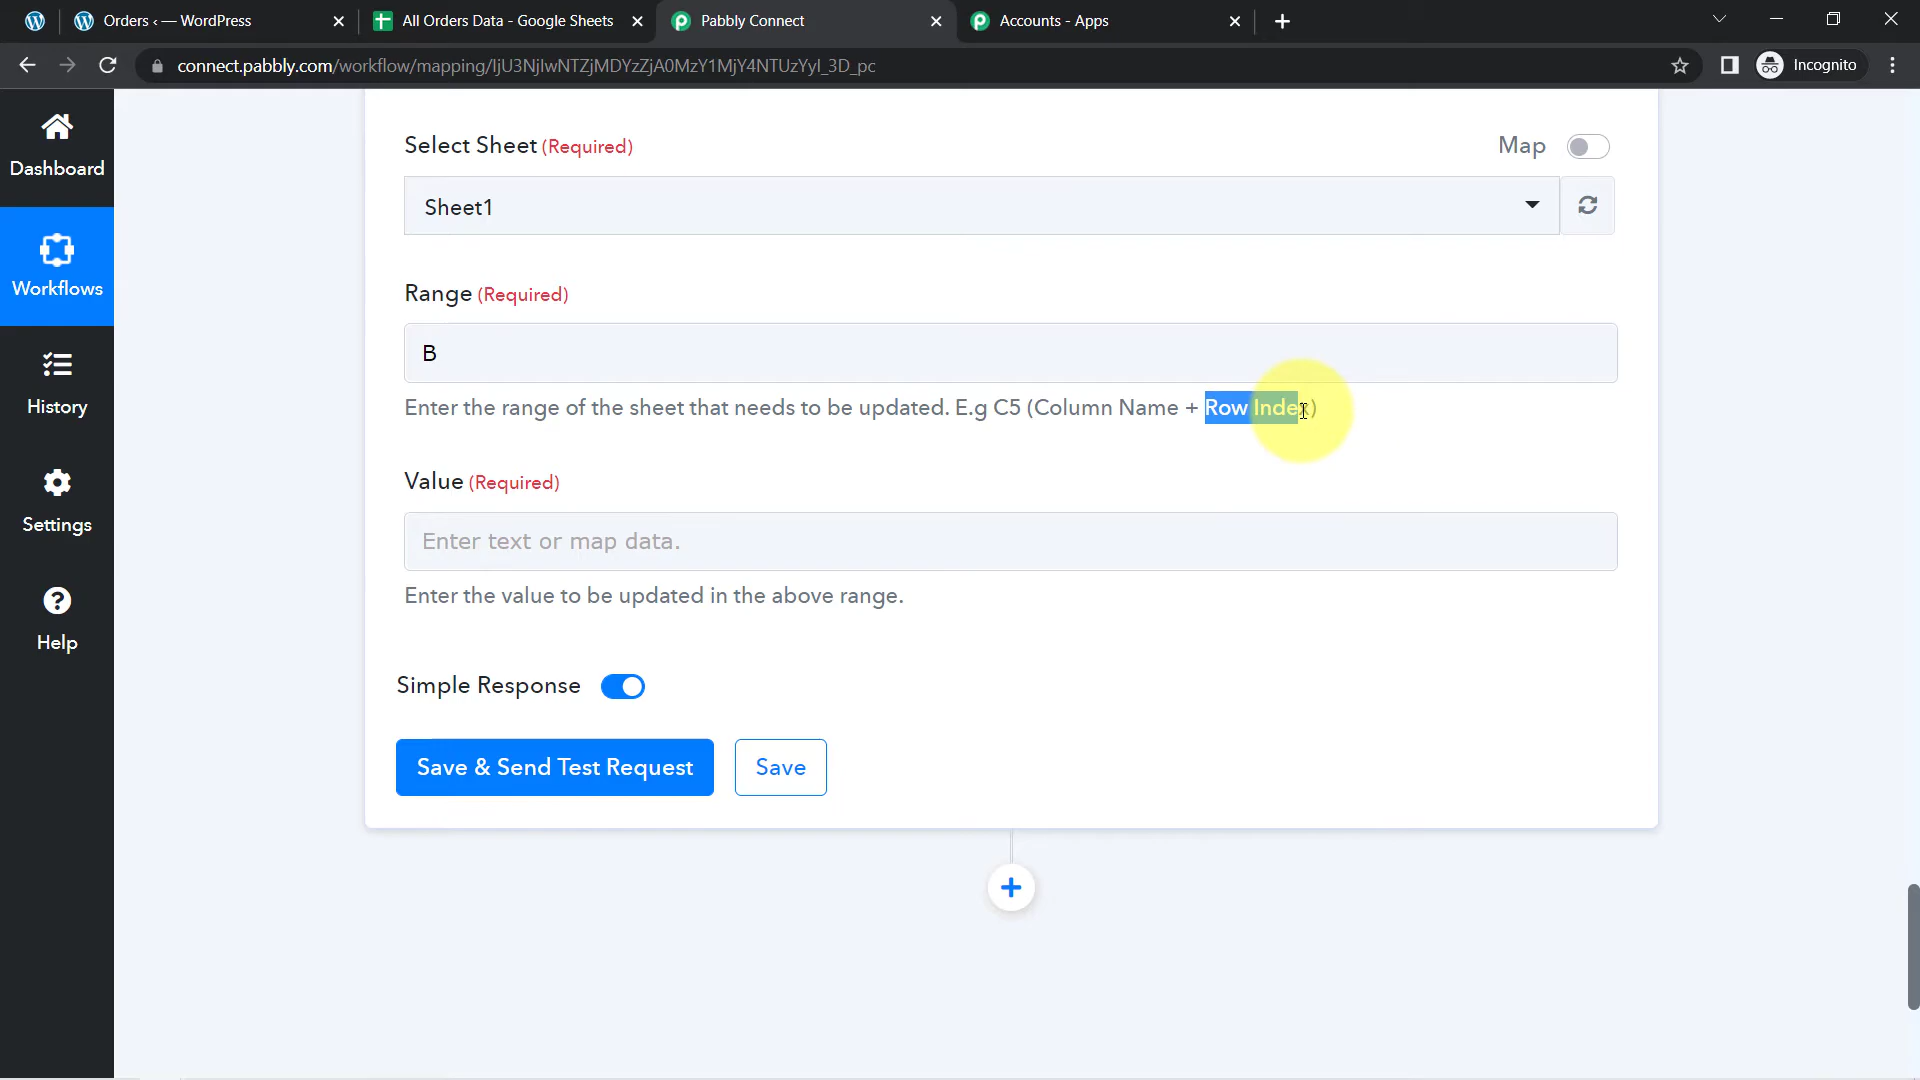 Orders ‹ — WordPress
All Orders Data - Google Sheets
Pabbly Connect
Accounts - Apps
connect.pabbly.com/workflow/mapping/IjU3NjIwNTZjMDYzZjA0MzY1MjY4NTUzYyI_3D_pc
Incognito
Dashboard
Workflows
History
Settings
Help
Select Sheet (Required)
Map
Sheet1
Range (Required)
B
Enter the range of the sheet that needs to be updated. E.g C5 (Column Name + Row Index)
Value (Required)
Enter text or map data.
Enter the value to be updated in the above range.
Simple Response
Save & Send Test Request
Save